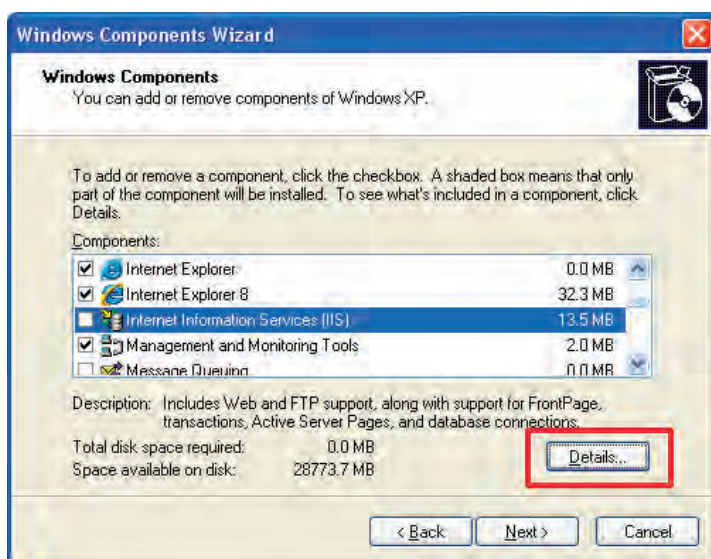 Windows Components Wizard
Windows Components
You can add or remove components of Windows XP.
To add or remove a component, click the checkbox. A shaded box means that only
part of the component will be installed. To see what's included in a component, click
Details.
Components:
Internet Explorer 0.0 MB
Internet Explorer 8 32.3 MB
Internet Information Services (IIS) 13.5 MB
Management and Monitoring Tools 2.0 MB
Message Queuing 0.0 MB
Description: Includes Web and FTP support, along with support for FrontPage,
transactions, Active Server Pages, and database connections,
Total disk space required: 0.0 MB
Space available on disk: 28773.7 MB
Details...
< Back Next > Cancel